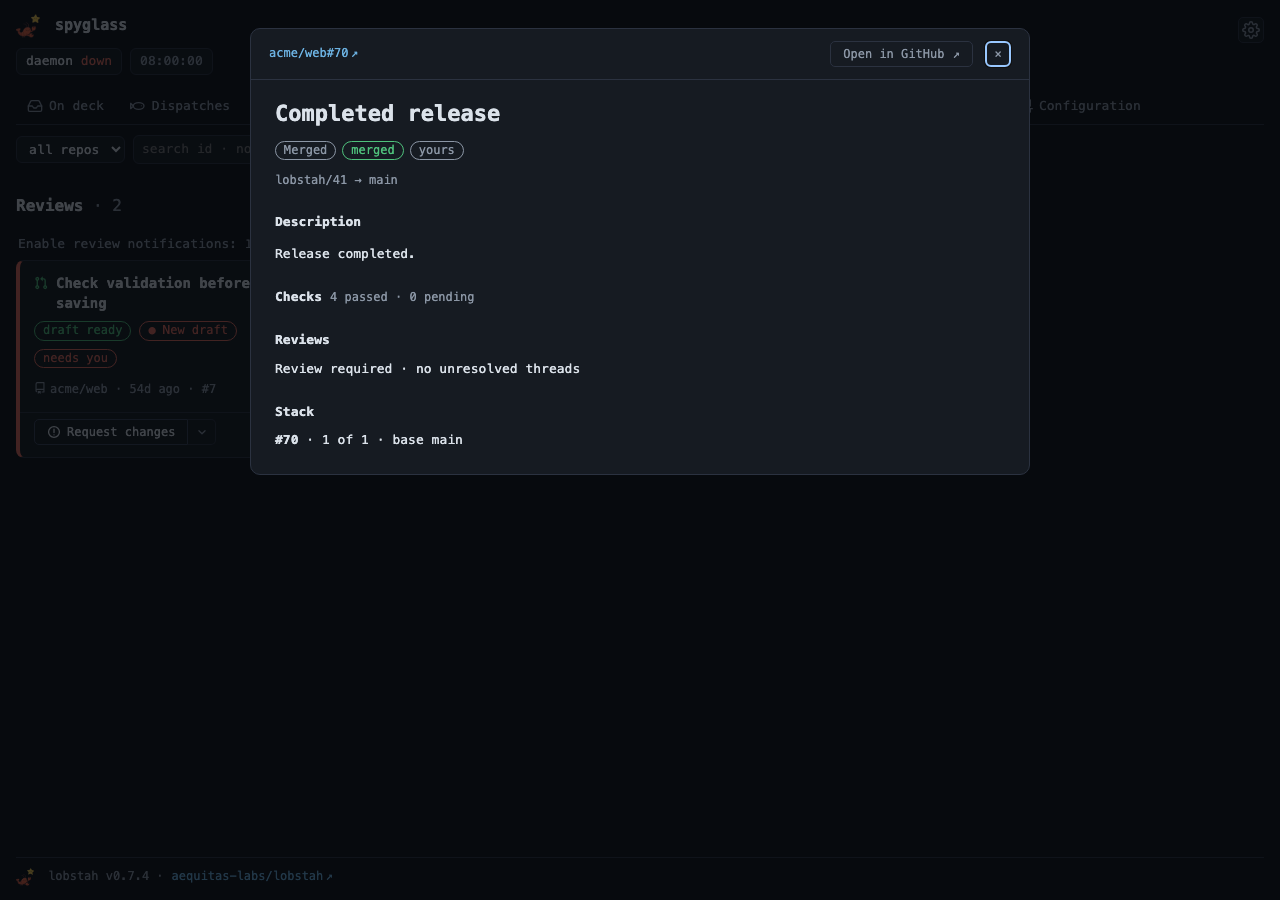 spyglass
daemon down 08:00:00
On deck Dispatches Configuration
all repos search id · no
Reviews · 2
Enable review notifications: 1
Check validation before
saving
draft ready ● New draft
needs you
acme/web · 54d ago · #7
Request changes
acme/web#70↗ Open in GitHub ↗ ×
Completed release
Merged merged yours
lobstah/41 → main
Description
Release completed.
Checks 4 passed · 0 pending
Reviews
Review required · no unresolved threads
Stack
#70 · 1 of 1 · base main
lobstah v0.7.4 · aequitas-labs/lobstah↗